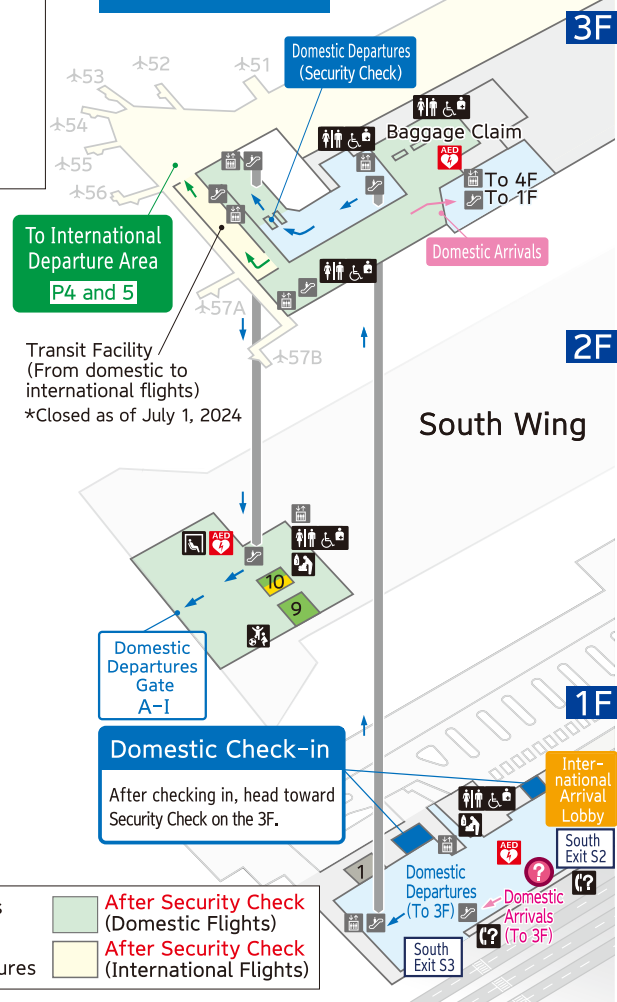 3F
Domestic Departures
(Security Check)
51
52
53
54
55
56
Baggage Claim
AED
To 4F
To 1F
Domestic Arrivals
To International
Departure Area
P4 and 5
57A
57B
Transit Facility
(From domestic to
international flights)
*Closed as of July 1, 2024
2F
South Wing
AED
10
9
Domestic
Departures
Gate
A-I
1F
Domestic Check-in
After checking in, head toward
Security Check on the 3F.
Inter-
national
Arrival
Lobby
South
Exit S2
AED
1
?
Domestic
Departures
(To 3F)
Domestic
Arrivals
(To 3F)
?
?
South
Exit S3
s
After Security Check
(Domestic Flights)
ures
After Security Check
(International Flights)